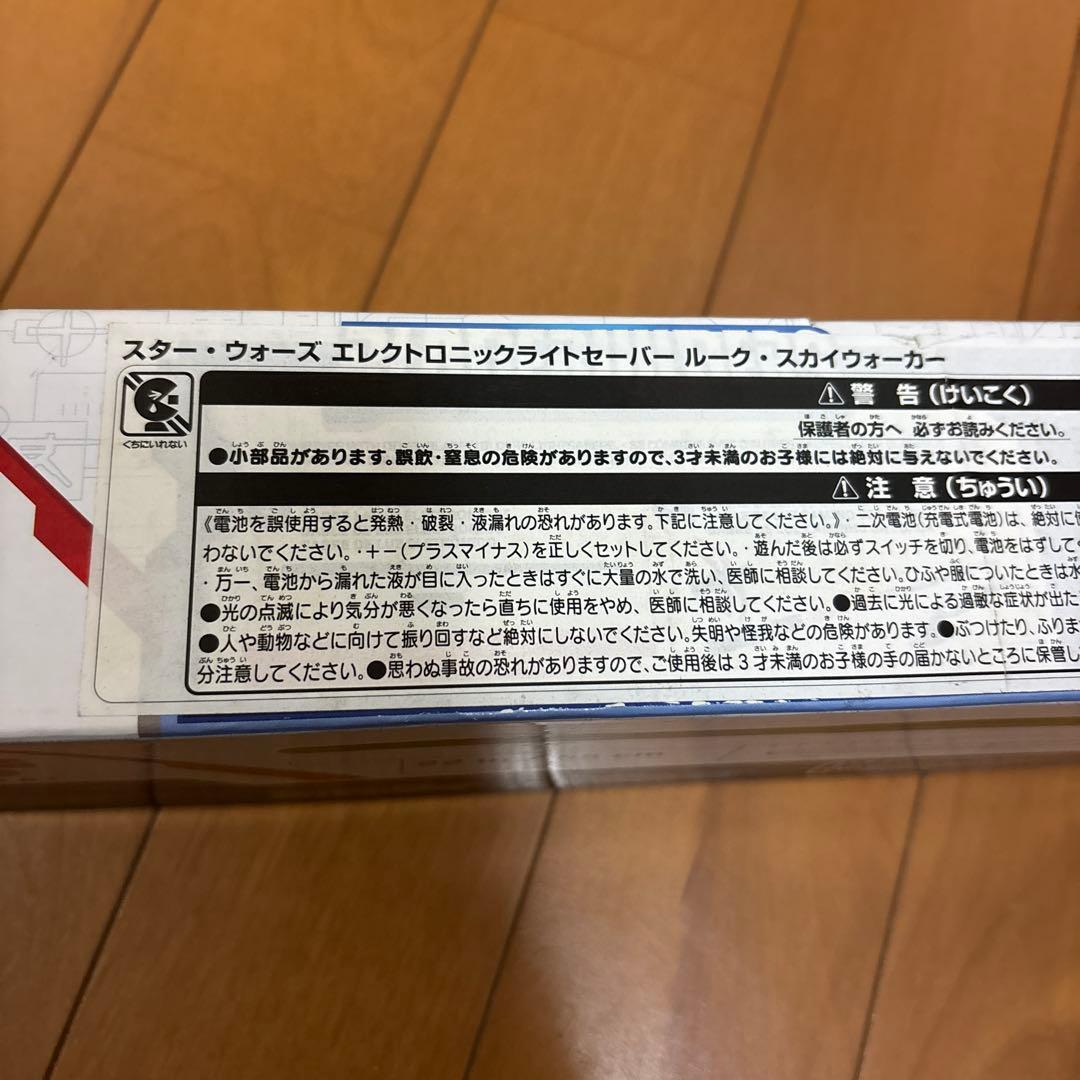 スター・ウォーズ エレクトロニックライトセーバー ルーク・スカイウォーカー
くちにいれない
⚠ 警 告（けいこく）
保護者の方へ 必ずお読みください。
●小部品があります。誤飲・窒息の危険がありますので、3才未満のお子様には絶対に与えないでください。
⚠ 注 意（ちゅうい）
《電池を誤使用すると発熱・破裂・液漏れの恐れがあります。下記に注意してください。》・二次電池（充電式電池）は、絶対に
わないでください。・＋－（プラスマイナス）を正しくセットしてください。・遊んだ後は必ずスイッチを切り、電池をはずして
・万一、電池から漏れた液が目に入ったときはすぐに大量の水で洗い、医師に相談してください。ひふや服についたときは水
●光の点滅により気分が悪くなったら直ちに使用をやめ、医師に相談してください。●過去に光による過敏な症状が出た
●人や動物などに向けて振り回すなど絶対にしないでください。失明や怪我などの危険があります。●ぶつけたり、ふりま
分注意してください。●思わぬ事故の恐れがありますので、ご使用後は3才未満のお子様の手の届かないところに保管し